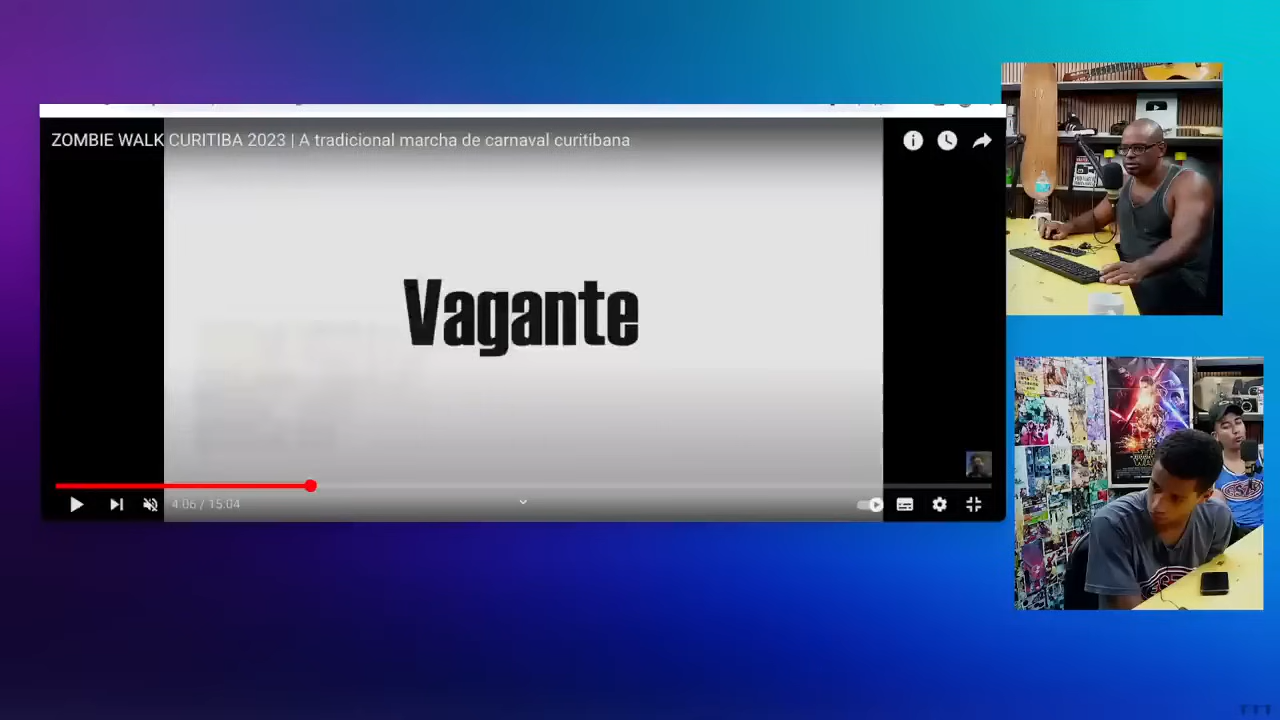 ZOMBIE WALK CURITIBA 2023 | A tradicional marcha de carnaval curitibana
Vagante
4:06 / 15:04